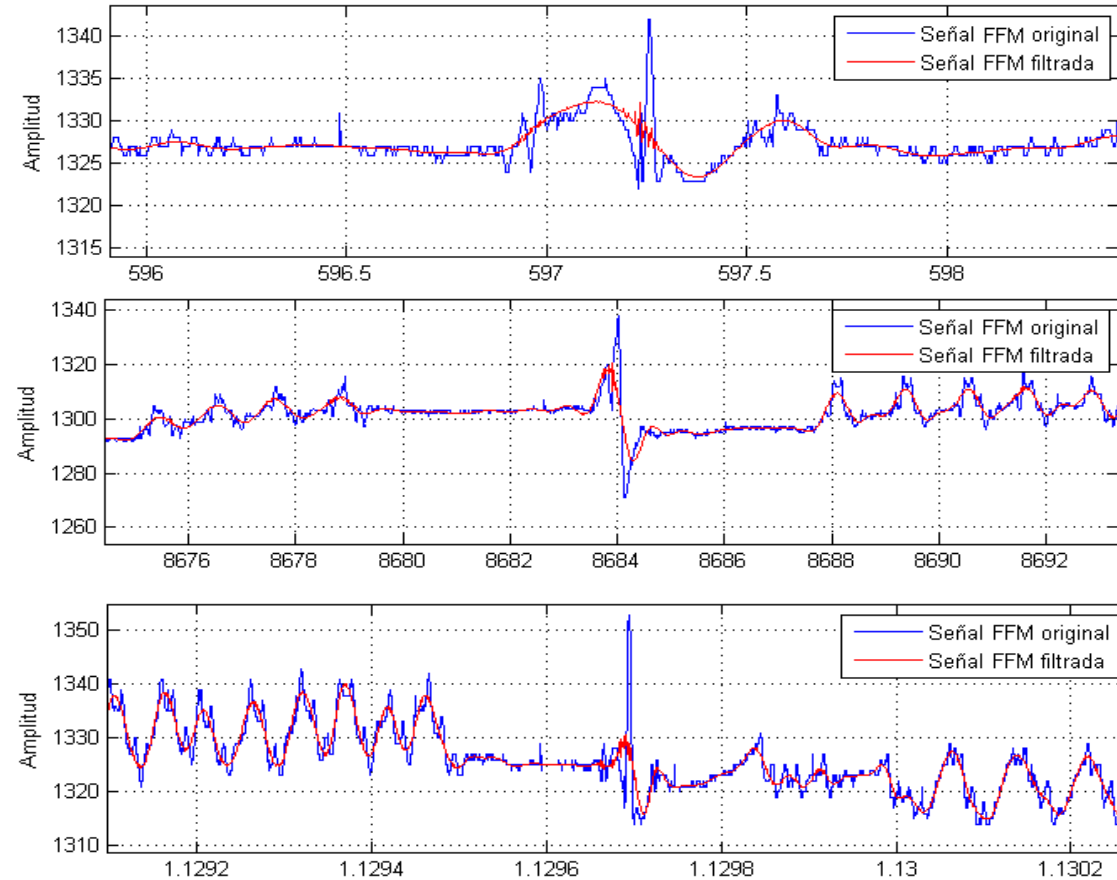 1340
1335
1330
1325
1320
1315
Amplitud
Señal FFM original
Señal FFM filtrada
596 596.5 597 597.5 598
1340
1320
1300
1280
1260
Amplitud
Señal FFM original
Señal FFM filtrada
8676 8678 8680 8682 8684 8686 8688 8690 8692
1350
1340
1330
1320
1310
Amplitud
Señal FFM original
Señal FFM filtrada
1.1292 1.1294 1.1296 1.1298 1.13 1.1302